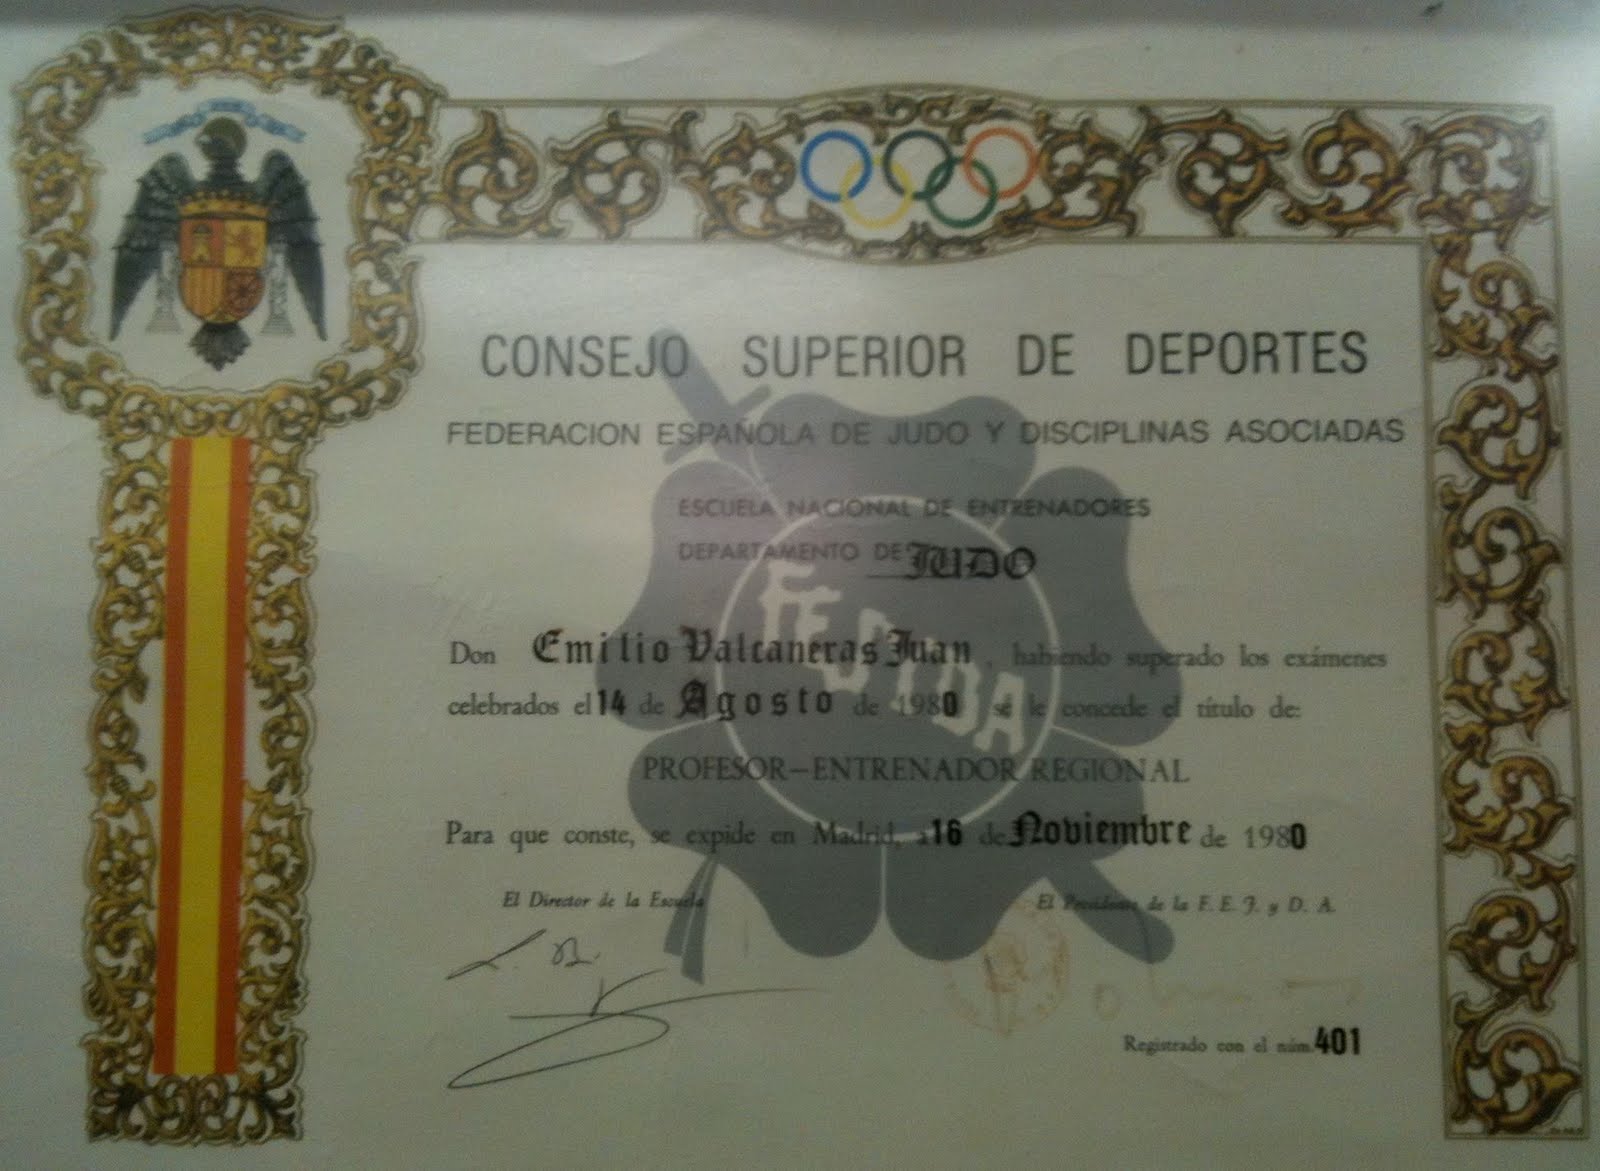 CONSEJO SUPERIOR DE DEPORTES
FEDERACION ESPAÑOLA DE JUDO Y DISCIPLINAS ASOCIADAS
ESCUELA NACIONAL DE ENTRENADORES
DEPARTAMENTO DE JUDO
Don Emilio Valcaneras Juan, habiendo superado los exámenes
celebrados el 14 de Agosto de 1980 se le concede el título de:
PROFESOR-ENTRENADOR REGIONAL
Para que conste, se expide en Madrid, a 16 de Noviembre de 1980
El Director de la Escuela
El Presidente de la F. E. J. y D. A.
Registrado con el núm. 401